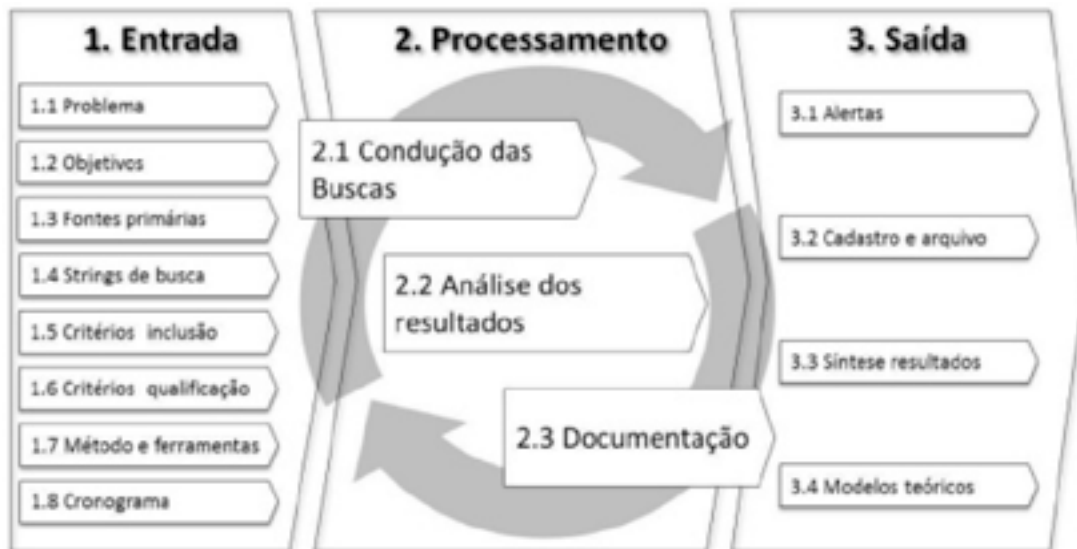 1. Entrada
1.1 Problema
1.2 Objetivos
1.3 Fontes primárias
1.4 Strings de busca
1.5 Critérios inclusão
1.6 Critérios qualificação
1.7 Método e ferramentas
1.8 Cronograma
2. Processamento
2.1 Condução das
Buscas
2.2 Análise dos
resultados
2.3 Documentação
3. Saída
3.1 Alertas
3.2 Cadastro e arquivo
3.3 Síntese resultados
3.4 Modelos teóricos